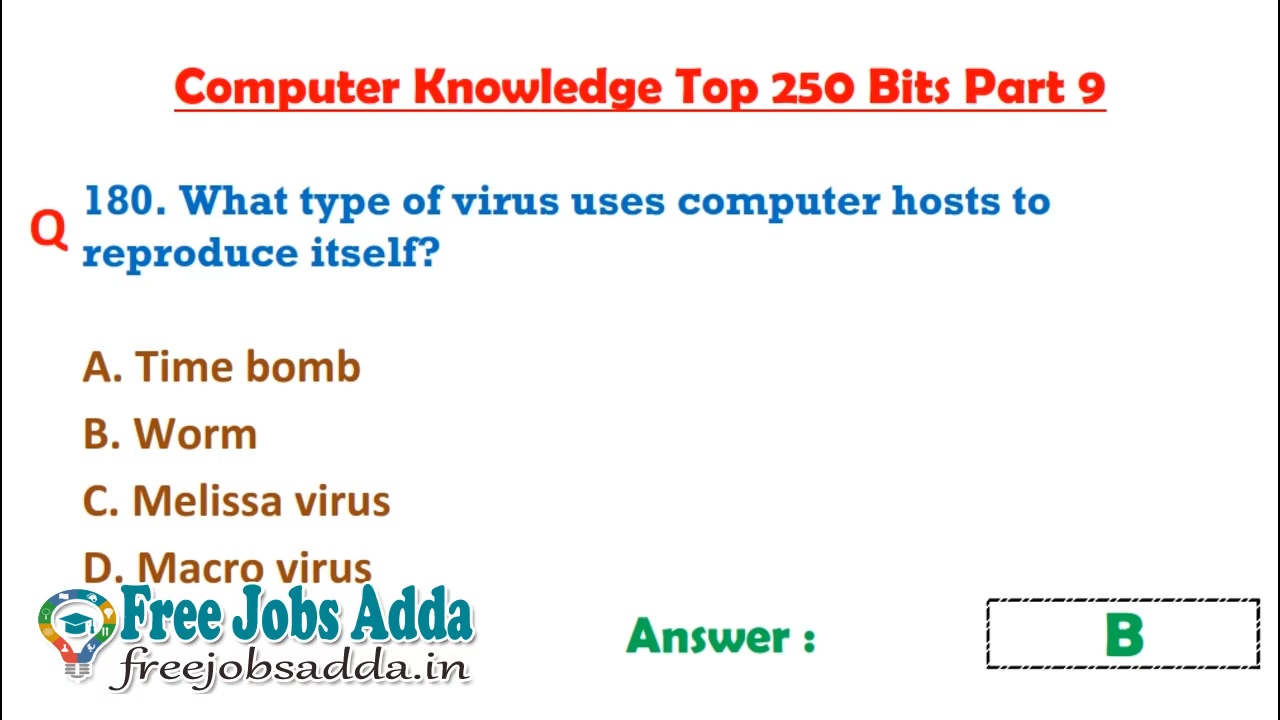 Computer Knowledge Top 250 Bits Part 9
Q
180. What type of virus uses computer hosts to
reproduce itself?
A. Time bomb
B. Worm
C. Melissa virus
D. Macro virus
Free Jobs Adda
freejobsadda.in
Answer :
B